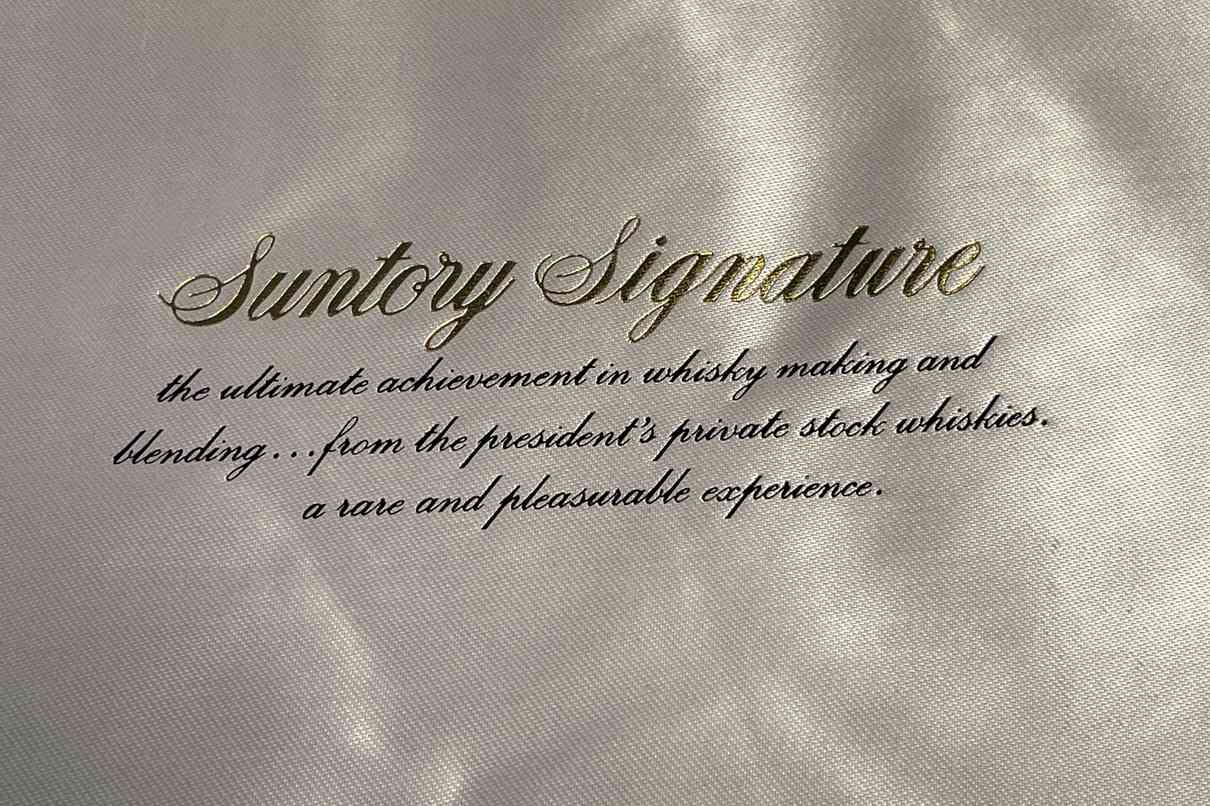 Suntory Signature
the ultimate achievement in whisky making and
blending...from the president's private stock whiskies.
a rare and pleasurable experience.